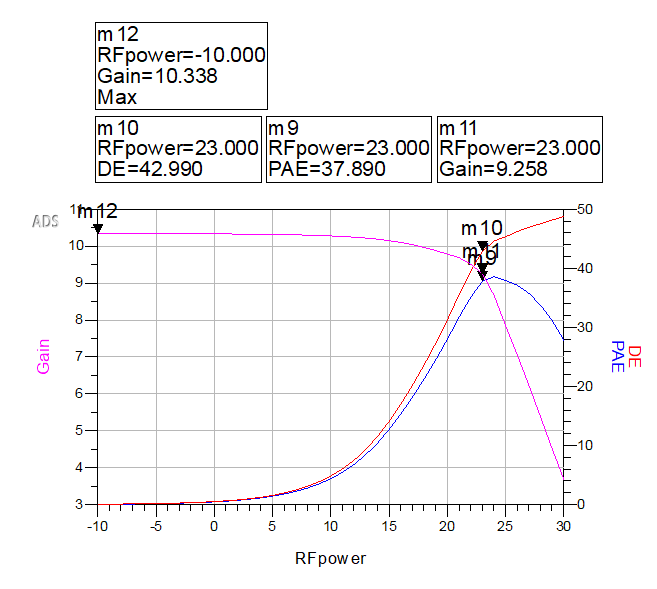 m12
RFpower=-10.000
Gain=10.338
Max
m10
RFpower=23.000
DE=42.990
m9
RFpower=23.000
PAE=37.890
m11
RFpower=23.000
Gain=9.258
ADS
11
10
9
8
7
6
5
4
3
Gain
m12
m10
m11
m9
50
40
30
20
10
0
DE
PAE
-10
-5
0
5
10
15
20
25
30
RFpower